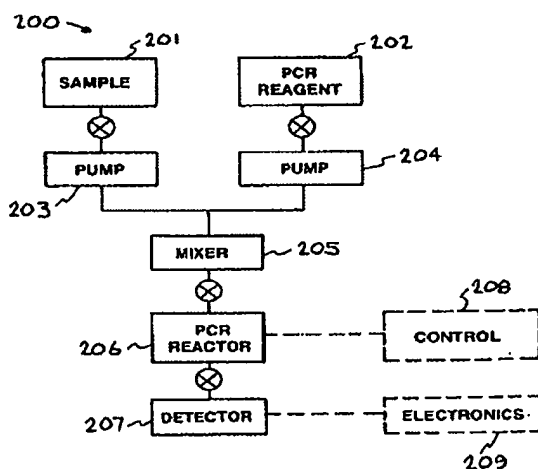 200
201
202
SAMPLE
PCR
REAGENT
PUMP
PUMP
203
204
MIXER
205
208
PCR
REACTOR
206
CONTROL
DETECTOR
207
ELECTRONICS
209